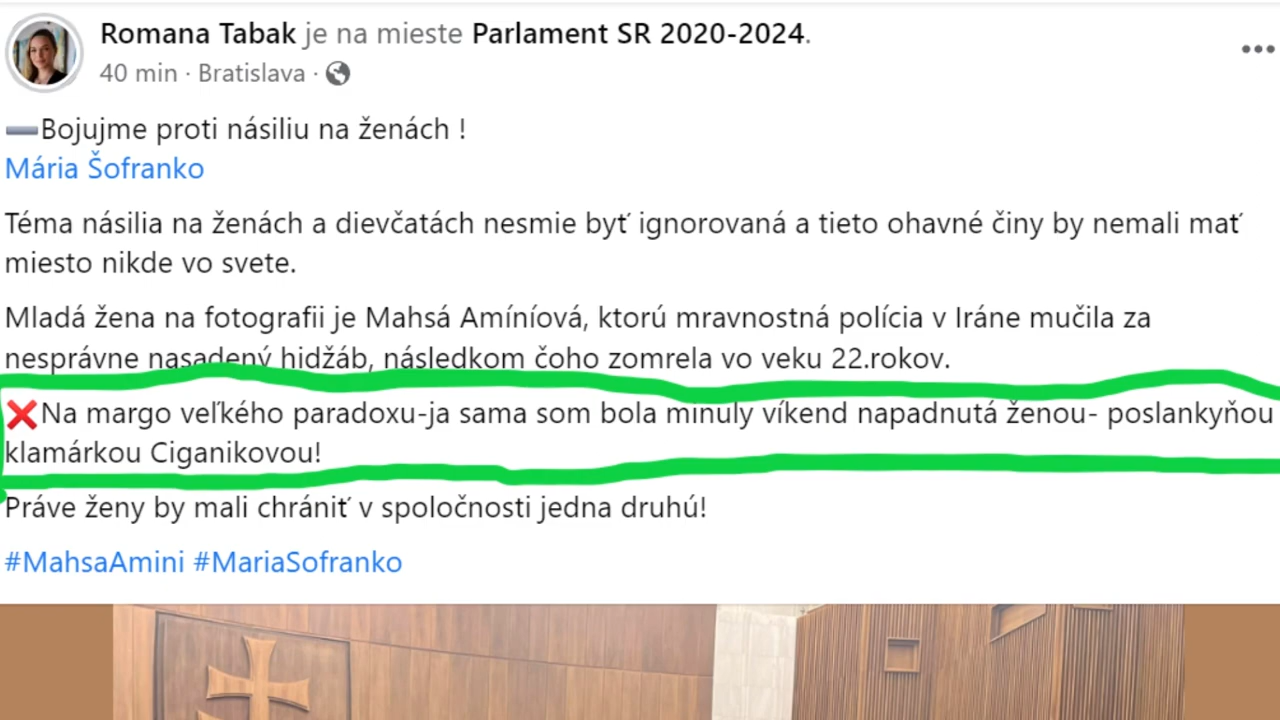 Romana Tabak je na mieste Parlament SR 2020-2024.
40 min · Bratislava ·
Bojujme proti násiliu na ženách !
Mária Šofranko
Téma násilia na ženách a dievčatách nesmie byť ignorovaná a tieto ohavné činy by nemali mať
miesto nikde vo svete.
Mladá žena na fotografii je Mahsá Amíníová, ktorú mravnostná polícia v Iráne mučila za
nesprávne nasadený hidžáb, následkom čoho zomrela vo veku 22.rokov.
❌Na margo veľkého paradoxu-ja sama som bola minulý víkend napadnutá ženou- poslankyňou
klamárkou Ciganikovou!
Práve ženy by mali chrániť v spoločnosti jedna druhú!
#MahsaAmini #MariaSofranko